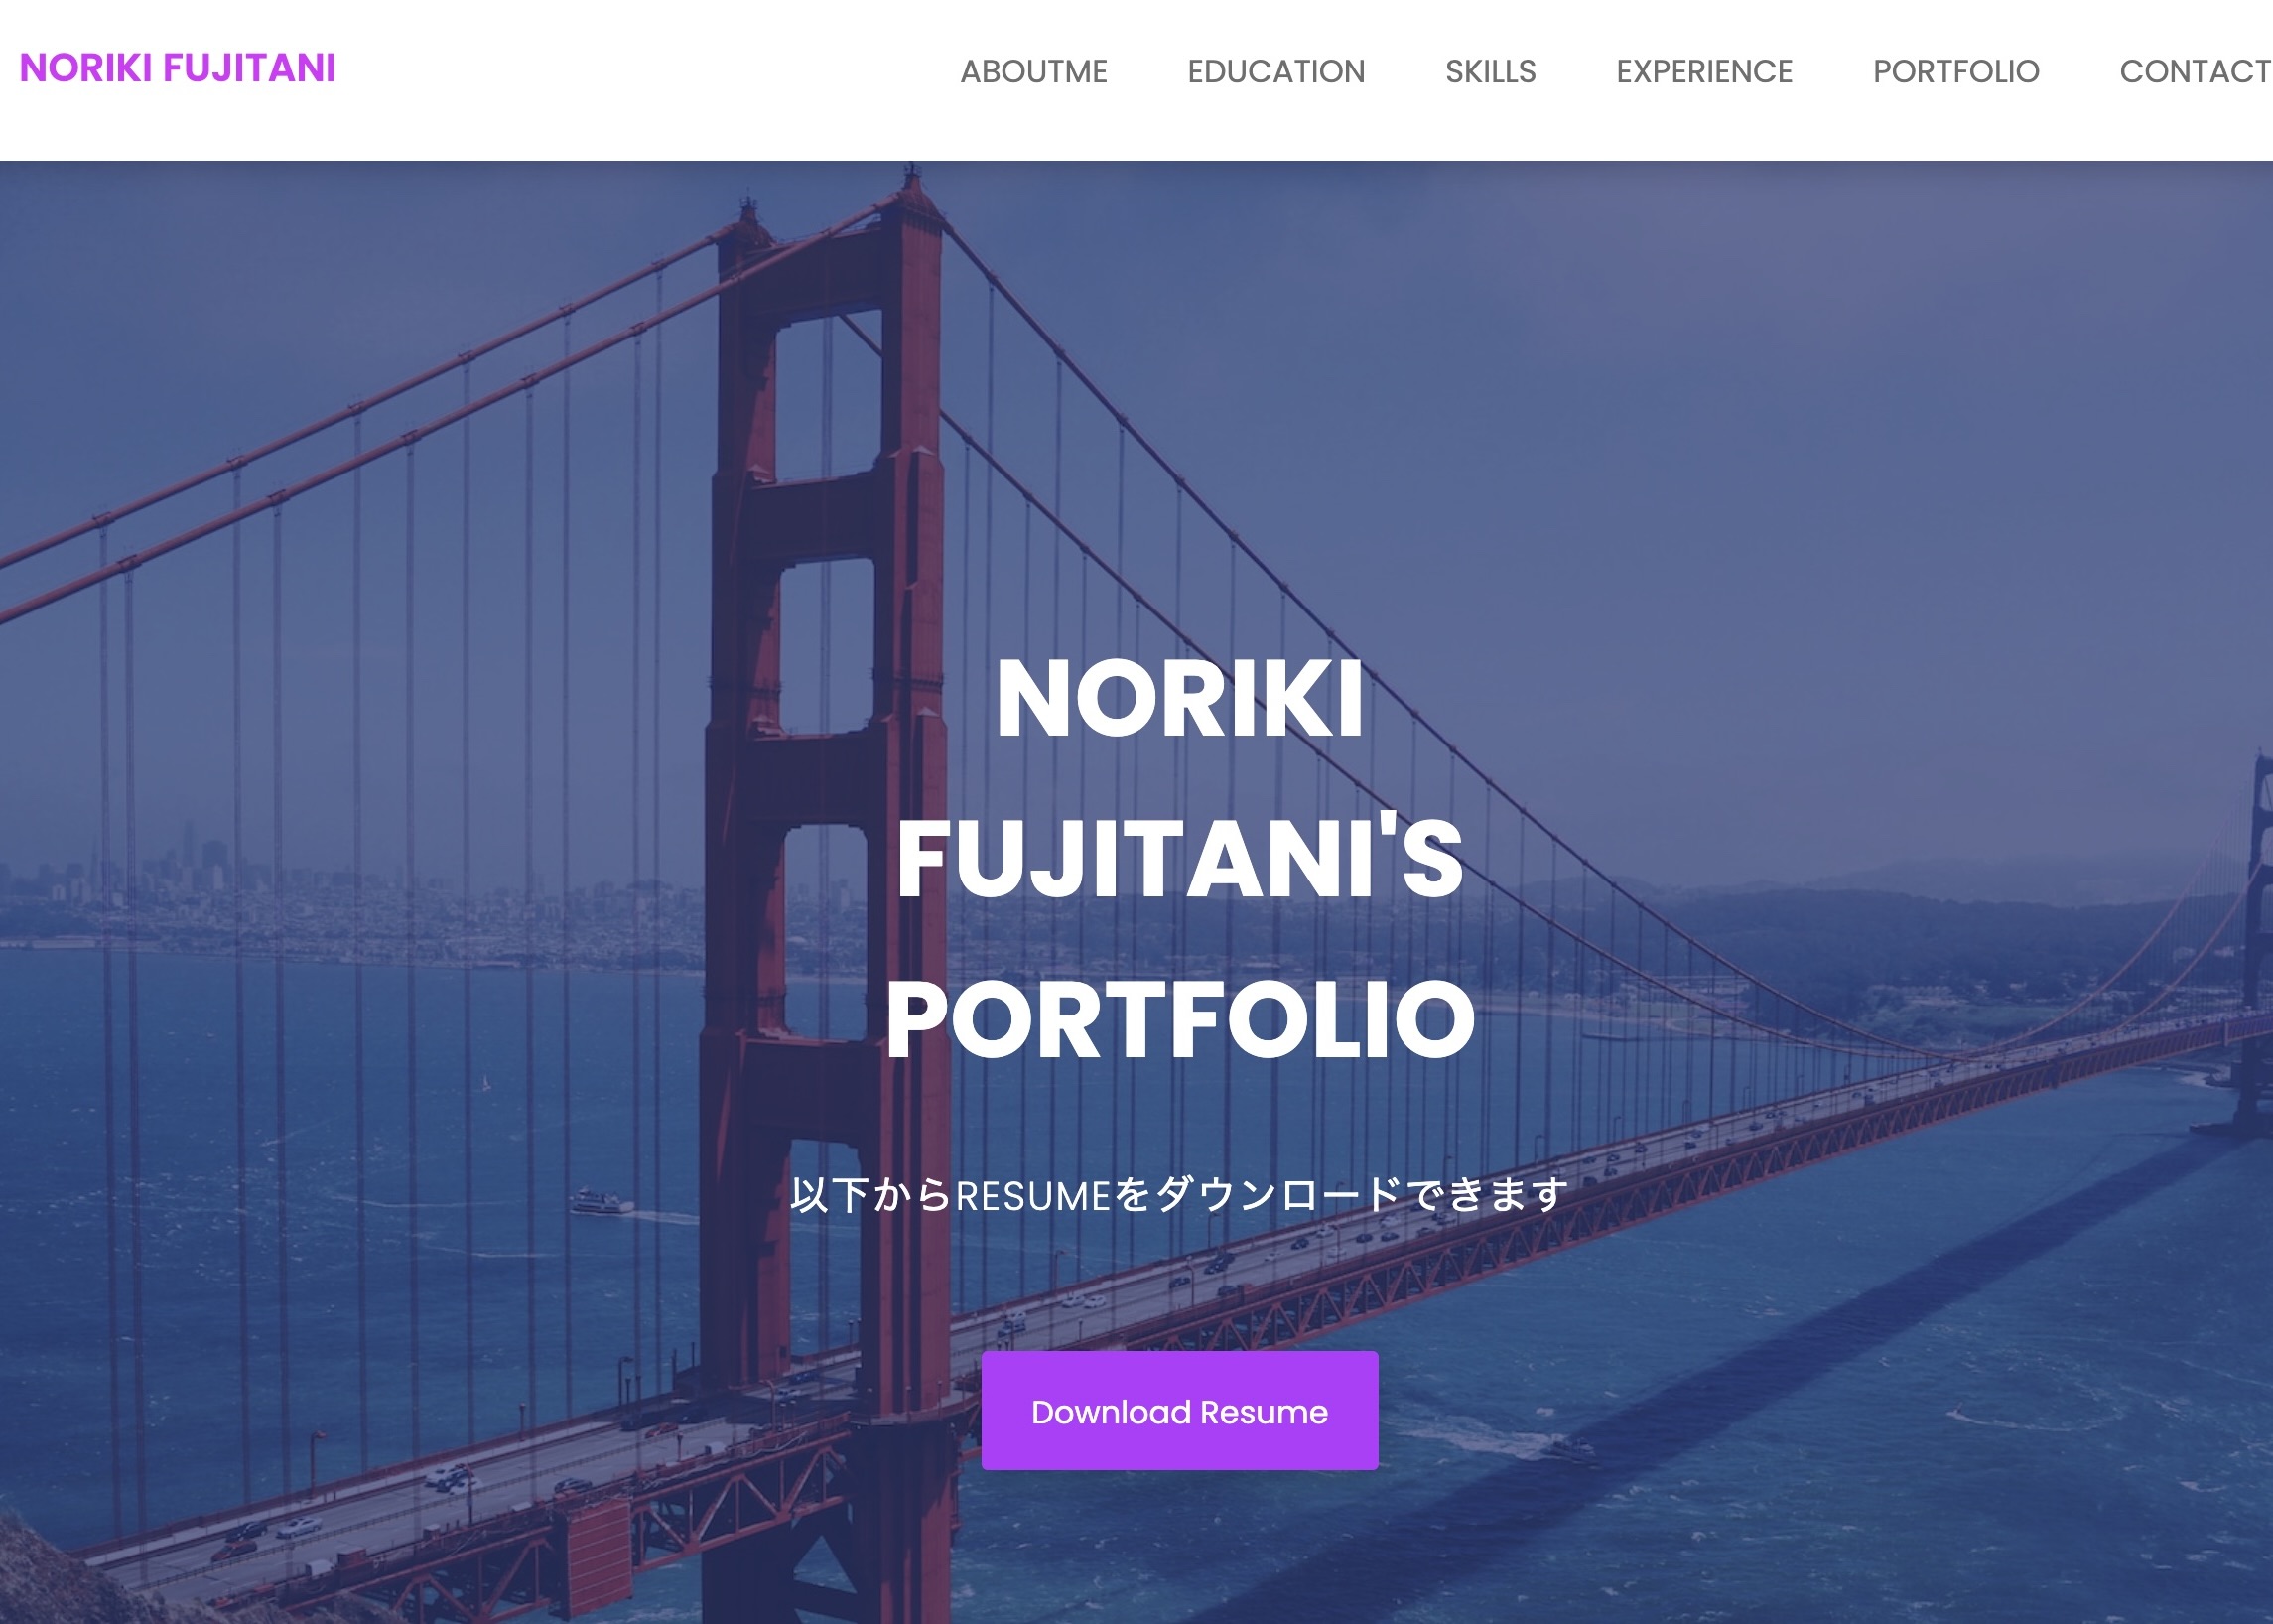 NORIKI FUJITANI
ABOUTME EDUCATION SKILLS EXPERIENCE PORTFOLIO CONTACT
NORIKI
FUJITANI'S
PORTFOLIO
以下からRESUMEをダウンロードできます
Download Resume